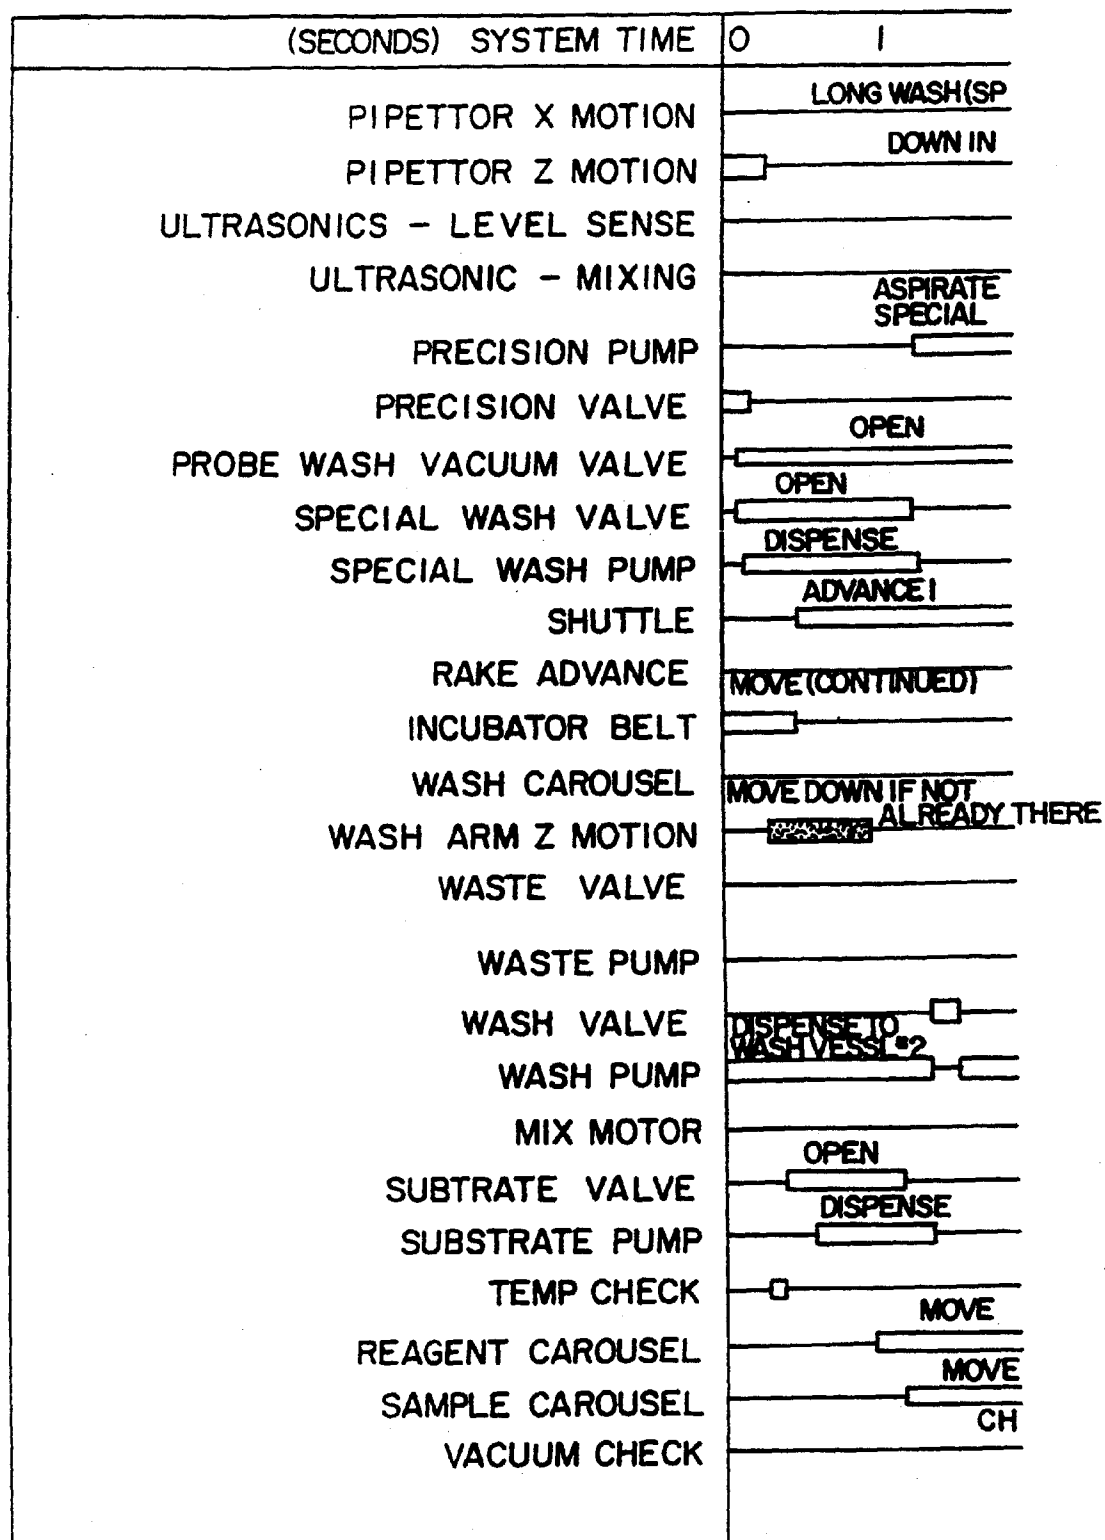 (SECONDS) SYSTEM TIME 0 1
LONG WASH (SP
PIPETTOR X MOTION
DOWN IN
PIPETTOR Z MOTION
ULTRASONICS - LEVEL SENSE
ULTRASONIC - MIXING
ASPIRATE
SPECIAL
PRECISION PUMP
PRECISION VALVE
OPEN
PROBE WASH VACUUM VALVE
OPEN
SPECIAL WASH VALVE
DISPENSE
SPECIAL WASH PUMP
ADVANCE I
SHUTTLE
RAKE ADVANCE
MOVE (CONTINUED)
INCUBATOR BELT
WASH CAROUSEL
MOVE DOWN IF NOT
ALREADY THERE
WASH ARM Z MOTION
WASTE VALVE
WASTE PUMP
WASH VALVE
DISPENSE TO
WASH VESSL #2
WASH PUMP
MIX MOTOR
OPEN
SUBTRATE VALVE
DISPENSE
SUBSTRATE PUMP
TEMP CHECK
MOVE
REAGENT CAROUSEL
MOVE
SAMPLE CAROUSEL
CH
VACUUM CHECK